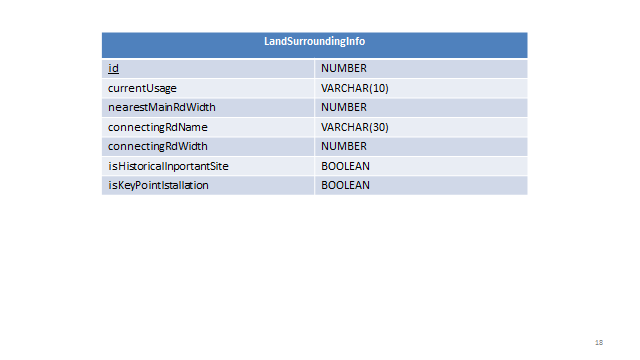 LandSurroundingInfo
id NUMBER
currentUsage VARCHAR(10)
nearestMainRdWidth NUMBER
connectingRdName VARCHAR(30)
connectingRdWidth NUMBER
isHistoricalInportantSite BOOLEAN
isKeyPointIstallation BOOLEAN
18